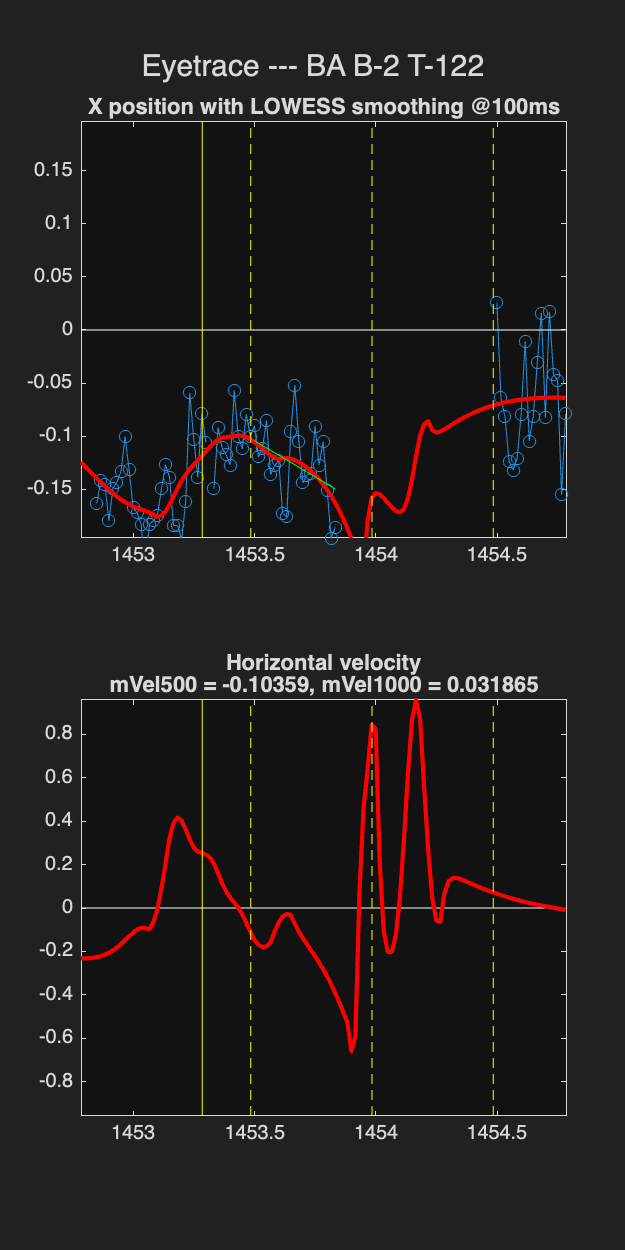 Eyetrace --- BA B-2 T-122
X position with LOWESS smoothing @100ms
0.15
0.1
0.05
0
-0.05
-0.1
-0.15
1453 1453.5 1454 1454.5
Horizontal velocity
mVel500 = -0.10359, mVel1000 = 0.031865
0.8
0.6
0.4
0.2
0
-0.2
-0.4
-0.6
-0.8
1453 1453.5 1454 1454.5